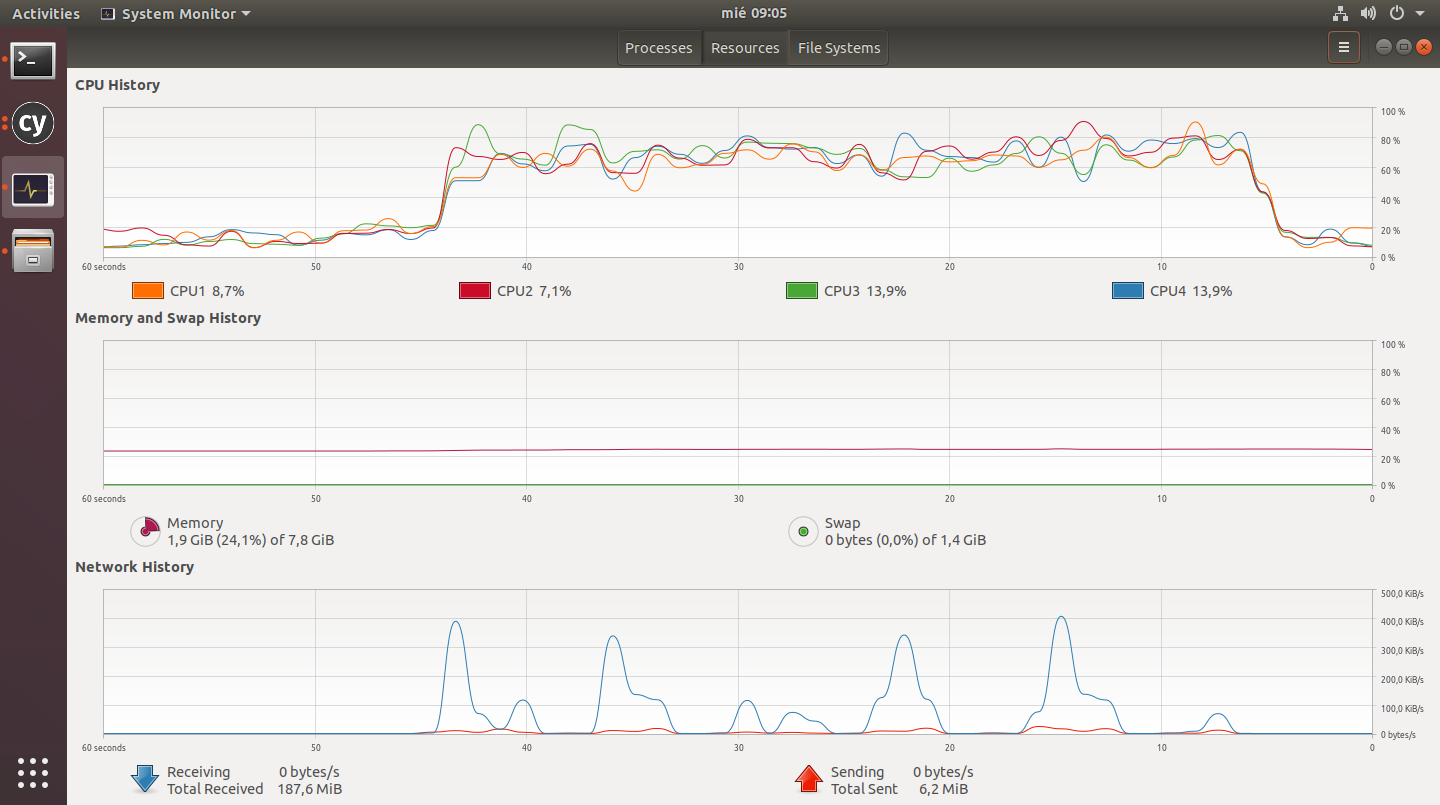 Activities System Monitor mié 09:05
Processes Resources File Systems
cy
CPU History
100 %
80 %
60 %
40 %
20 %
0 %
60 seconds 50 40 30 20 10 0
CPU1 8,7% CPU2 7,1% CPU3 13,9% CPU4 13,9%
Memory and Swap History
100 %
80 %
60 %
40 %
20 %
0 %
60 seconds 50 40 30 20 10 0
Memory
1,9 GiB (24,1%) of 7,8 GiB
Swap
0 bytes (0,0%) of 1,4 GiB
Network History
500,0 KiB/s
400,0 KiB/s
300,0 KiB/s
200,0 KiB/s
100,0 KiB/s
0 bytes/s
60 seconds 50 40 30 20 10 0
Receiving 0 bytes/s
Total Received 187,6 MiB
Sending 0 bytes/s
Total Sent 6,2 MiB